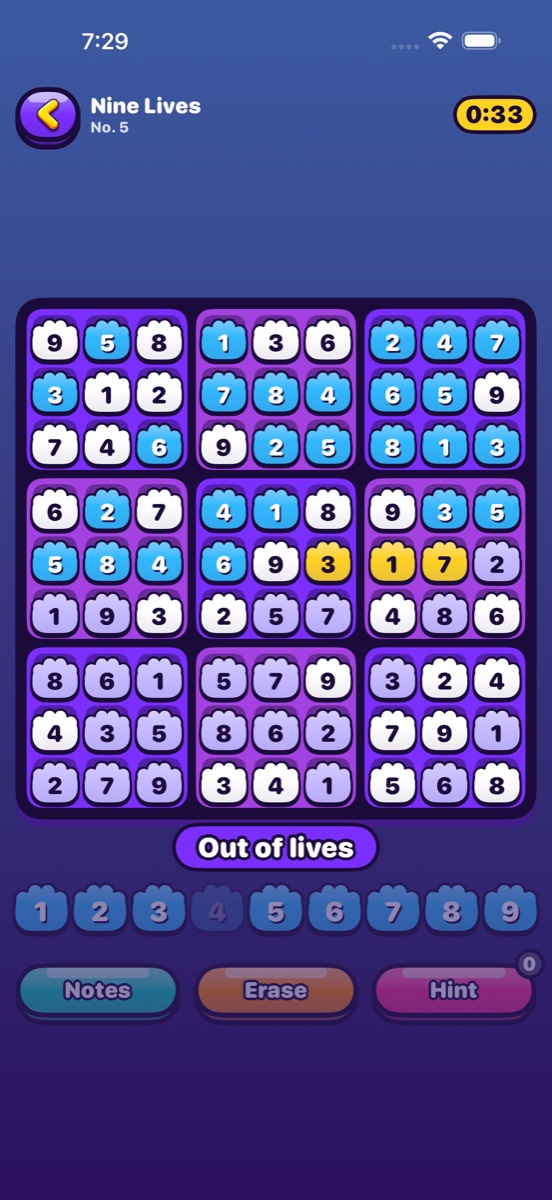 7:29
Nine Lives
No. 5
0:33
9 5 8 1 3 6 2 4 7
3 1 2 7 8 4 6 5 9
7 4 6 9 2 5 8 1 3
6 2 7 4 1 8 9 3 5
5 8 4 6 9 3 1 7 2
1 9 3 2 5 7 4 8 6
8 6 1 5 7 9 3 2 4
4 3 5 8 6 2 7 9 1
2 7 9 3 4 1 5 6 8
Out of lives
1 2 3 4 5 6 7 8 9
0
Notes Erase Hint